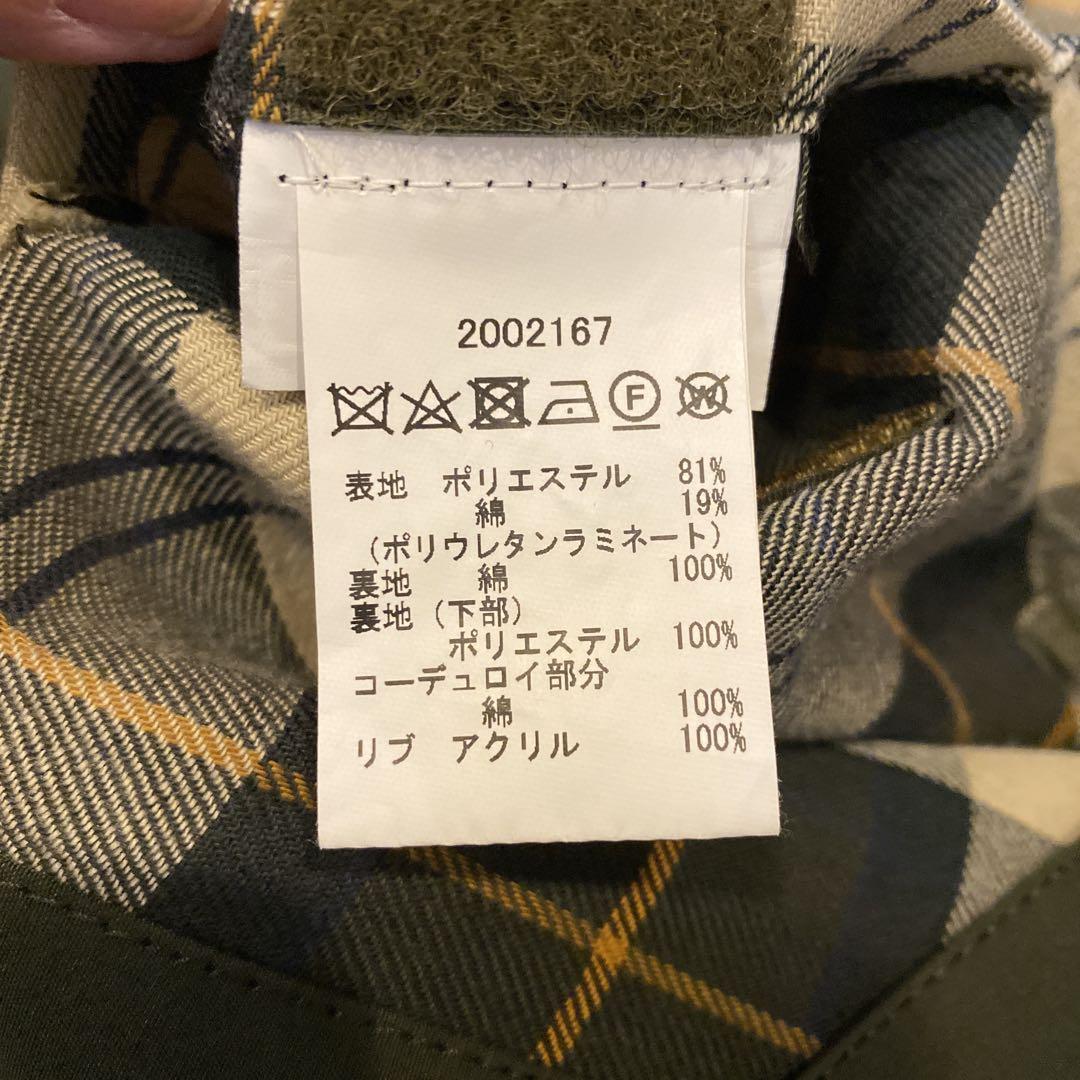 2002167
F W
表地 ポリエステル 81%
綿 19%
(ポリウレタンラミネート)
裏地 綿 100%
裏地(下部)
ポリエステル 100%
コーデュロイ部分
綿 100%
リブ アクリル 100%